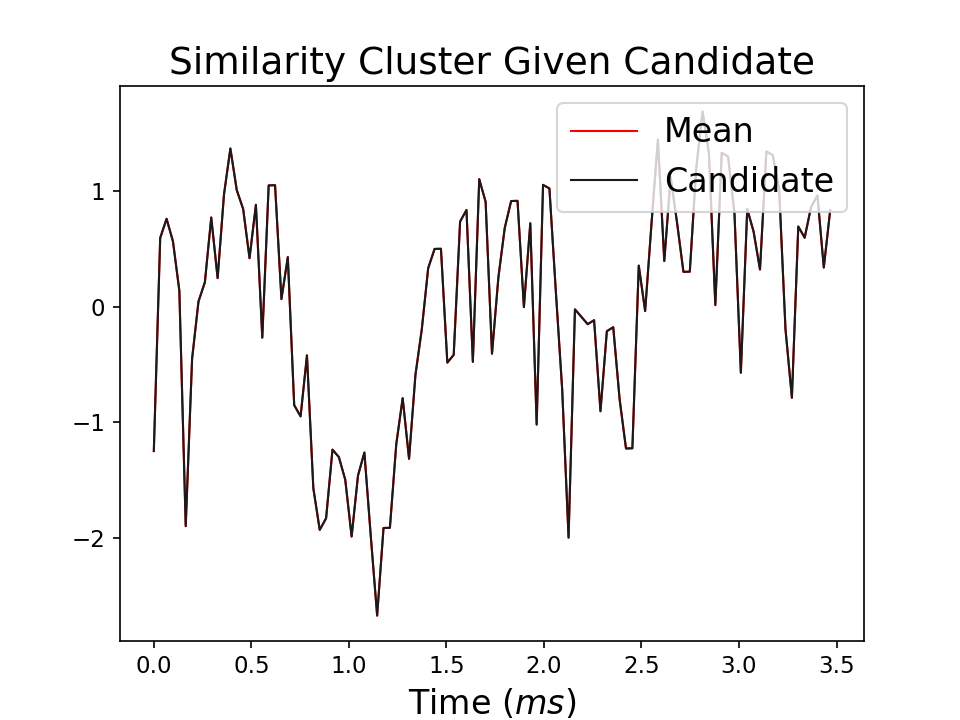 Similarity Cluster Given Candidate
Mean
Candidate
1
0
−1
−2
0.0 0.5 1.0 1.5 2.0 2.5 3.0 3.5
Time (ms)